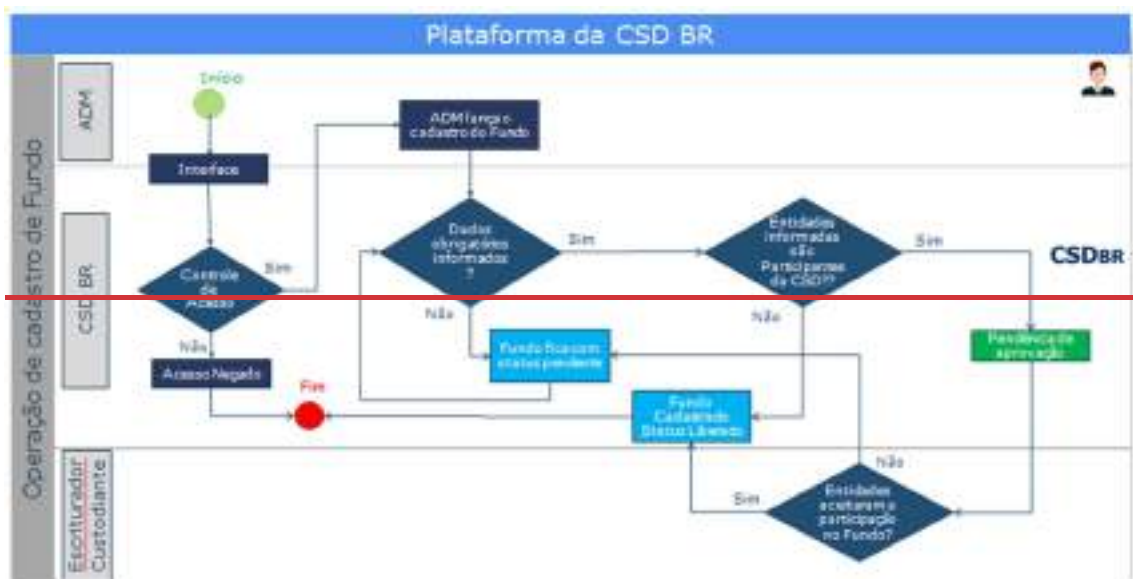 Plataforma da CSD BR
Operação de cadastro de Fundo
ADM
Início
ADM lança o
cadastro do Fundo
Interface
CSD BR
Controle
de
Acesso
Sim
Dados
obrigatórios
informados
?
Sim
Entidades
informadas
são
Participantes
da CSD??
Sim
CSDBR
Não
Não
Não
Acesso Negado
Fundo fica com
status pendente
Pendência de
aprovação
Fim
Fundo
Cadastrado
Status Liberado
Escriturador
Custodiante
Não
Sim
Entidades
aceitaram a
participação
no Fundo?